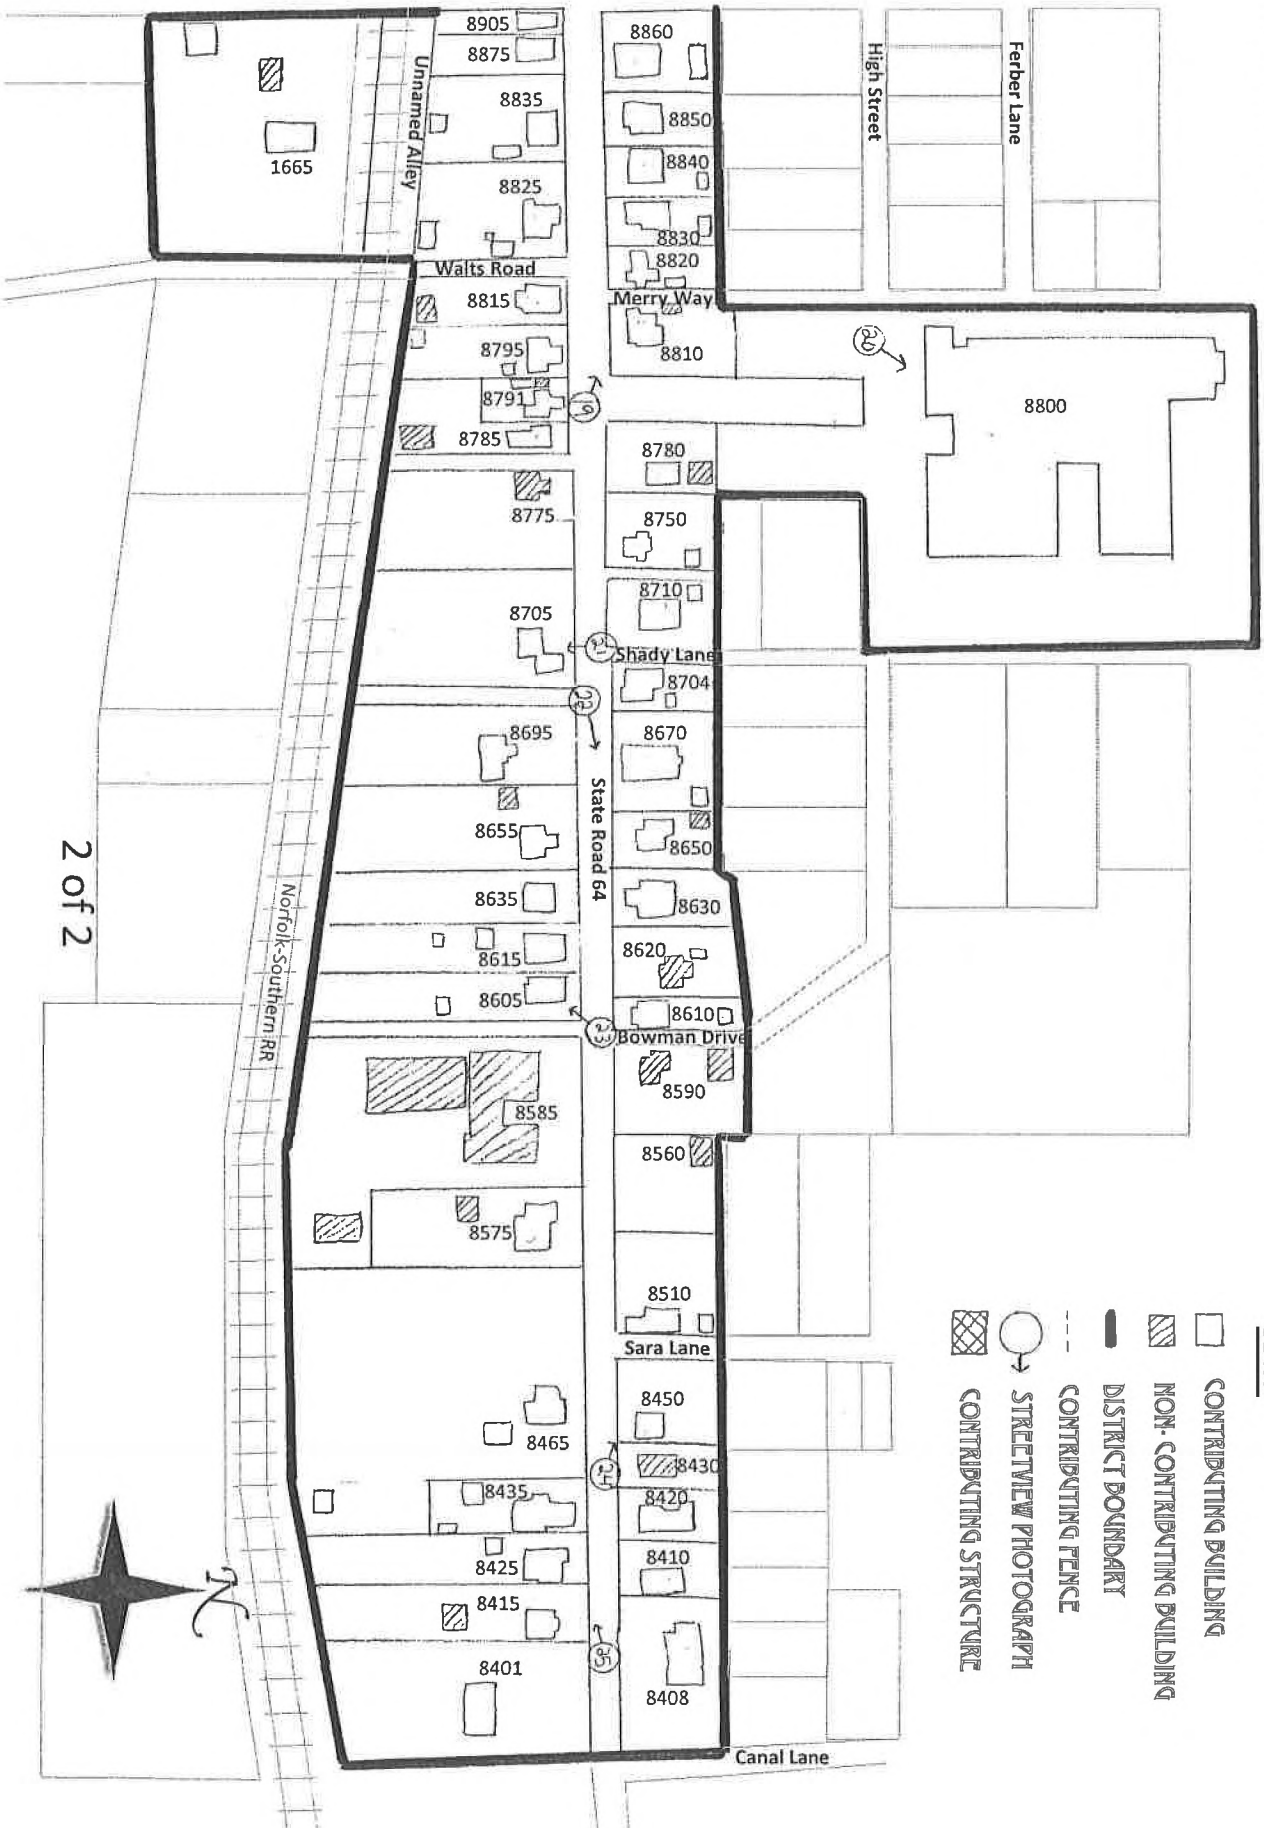 8905
8875
8835
8825
Unnamed Alley
1665
Walts Road
8815
8795
8791
8785
8775
8705
8695
8655
8635
8615
8605
8585
8575
8465
8435
8425
8415
8401
8860
8850
8840
8830
8820
Merry Way
8810
8780
8750
8710
Shady Lane
8704
8670
8650
8630
8620
8610
Bowman Drive
8590
8560
8510
Sara Lane
8450
8430
8420
8410
8408
Canal Lane
High Street
Ferber Lane
8800
20
19
21
22
23
24
25
State Road 64
Norfolk-Southern RR
2 of 2
N
CONTRIBUTING BUILDING
NON-CONTRIBUTING BUILDING
DISTRICT BOUNDARY
CONTRIBUTING FENCE
STREETVIEW PHOTOGRAPH
CONTRIBUTING STRUCTURE